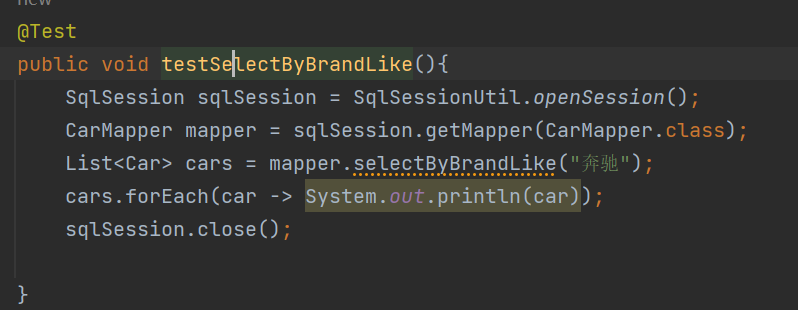 new
@Test
public void testSelectByBrandLike(){
    SqlSession sqlSession = SqlSessionUtil.openSession();
    CarMapper mapper = sqlSession.getMapper(CarMapper.class);
    List<Car> cars = mapper.selectByBrandLike("奔驰");
    cars.forEach(car -> System.out.println(car));
    sqlSession.close();
}